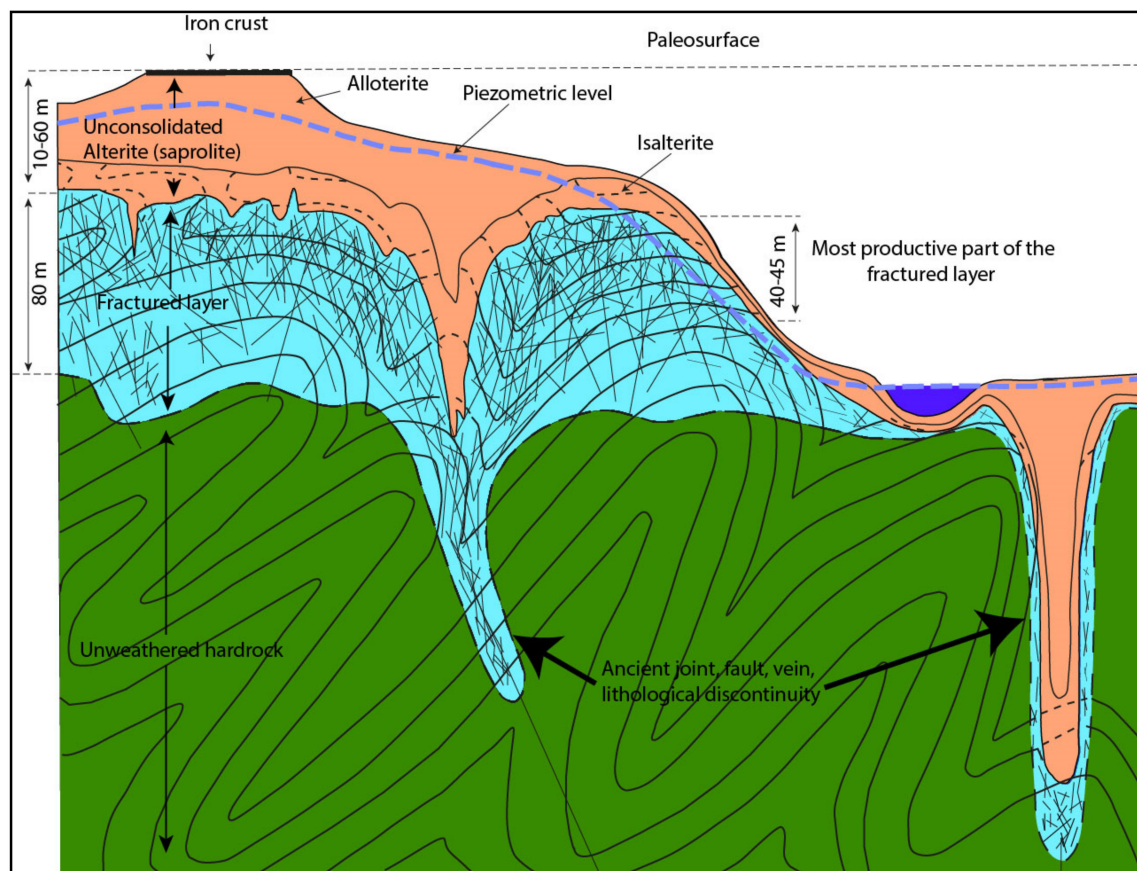 Iron crust
Paleosurface
Alloterite
Piezometric level
10-60 m
Unconsolidated
Alterite (saprolite)
Isalterite
80 m
Fractured layer
40-45 m
Most productive part of the
fractured layer
Unweathered hardrock
Ancient joint, fault, vein,
lithological discontinuity